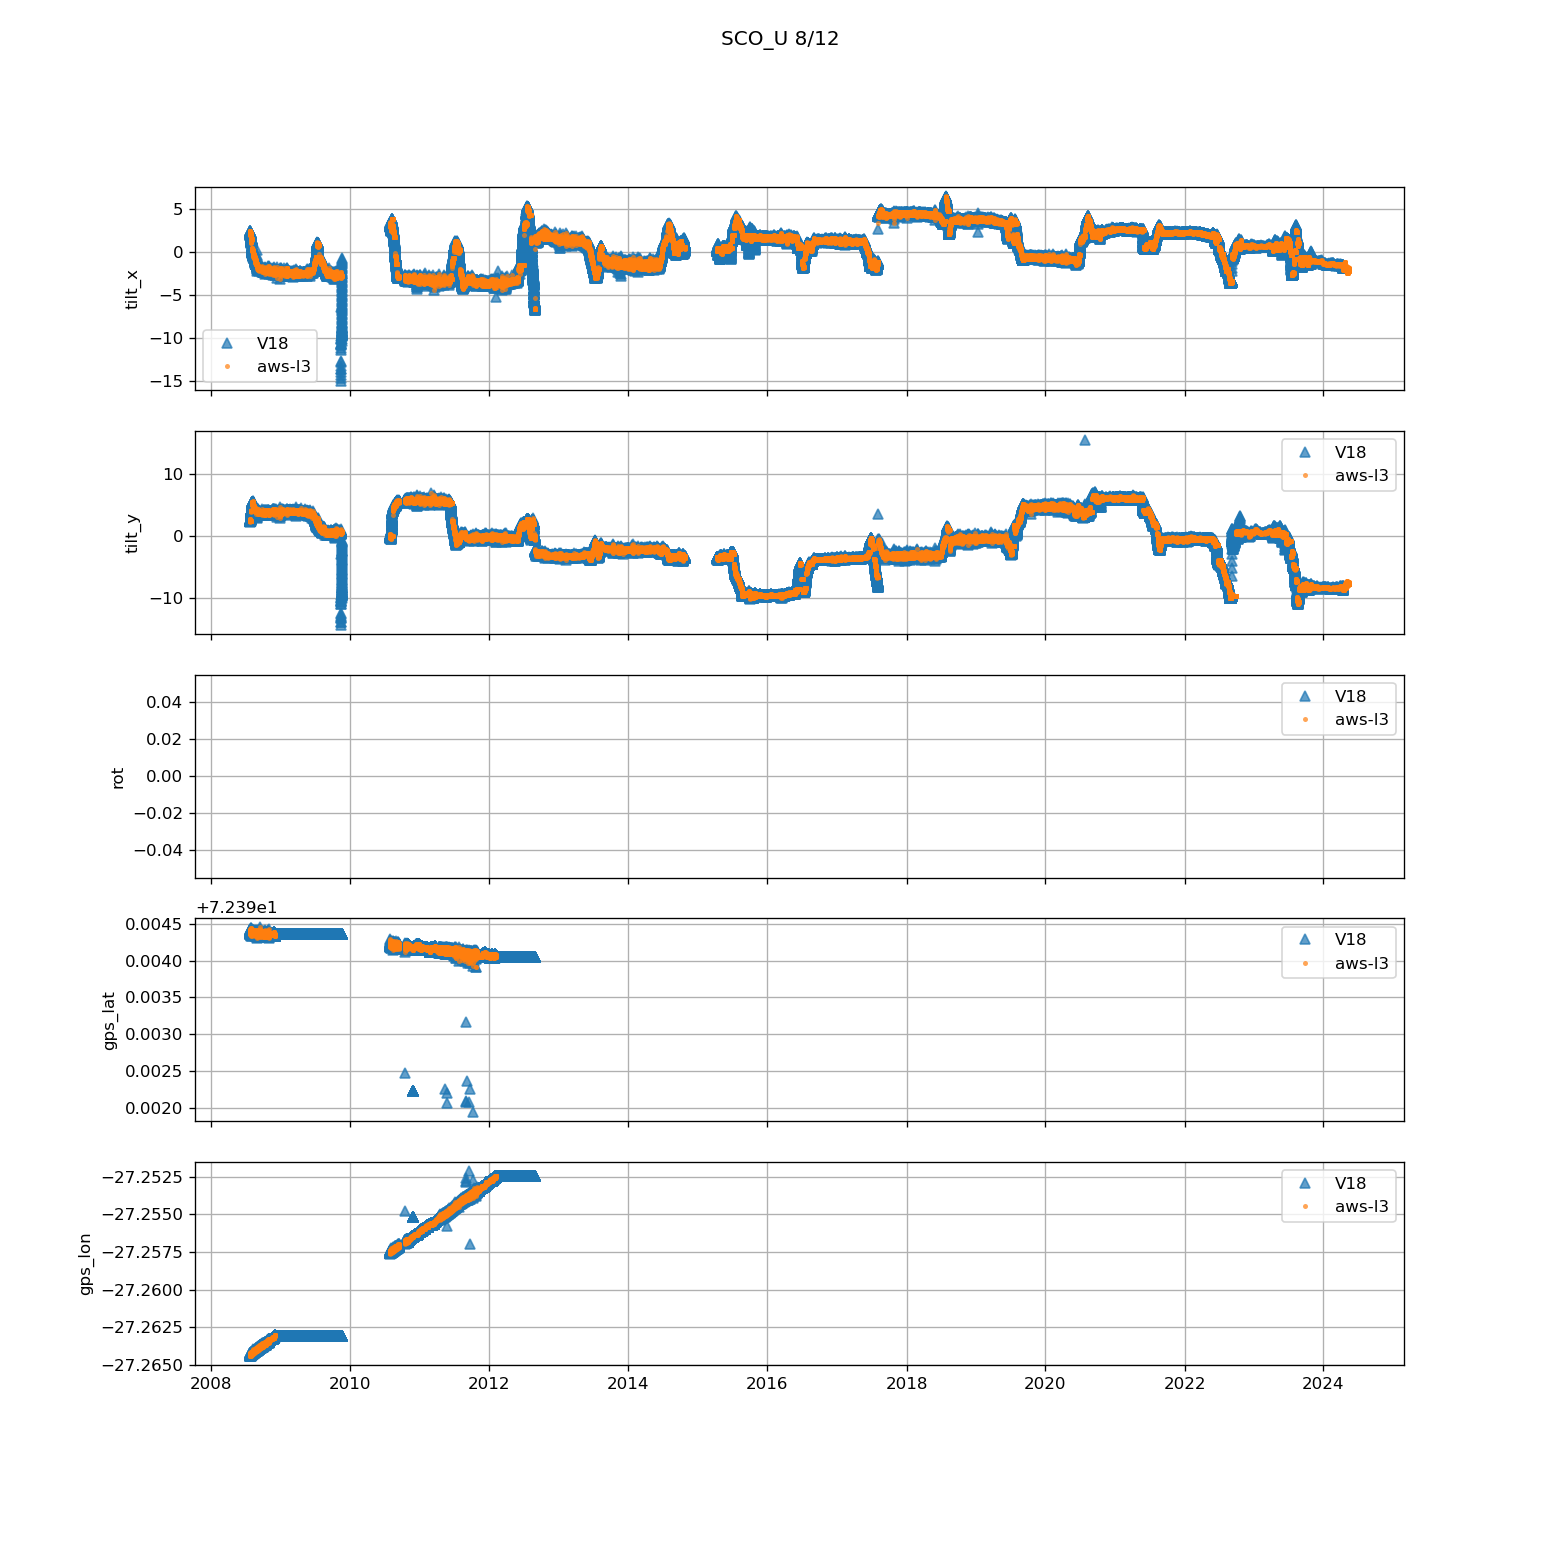 SCO_U 8/12
5
0
−5
−10
−15
tilt_x
V18
aws-l3
10
0
−10
tilt_y
V18
aws-l3
0.04
0.02
0.00
−0.02
−0.04
rot
V18
aws-l3
+7.239e1
0.0045
0.0040
0.0035
0.0030
0.0025
0.0020
gps_lat
V18
aws-l3
−27.2525
−27.2550
−27.2575
−27.2600
−27.2625
−27.2650
gps_lon
V18
aws-l3
2008 2010 2012 2014 2016 2018 2020 2022 2024